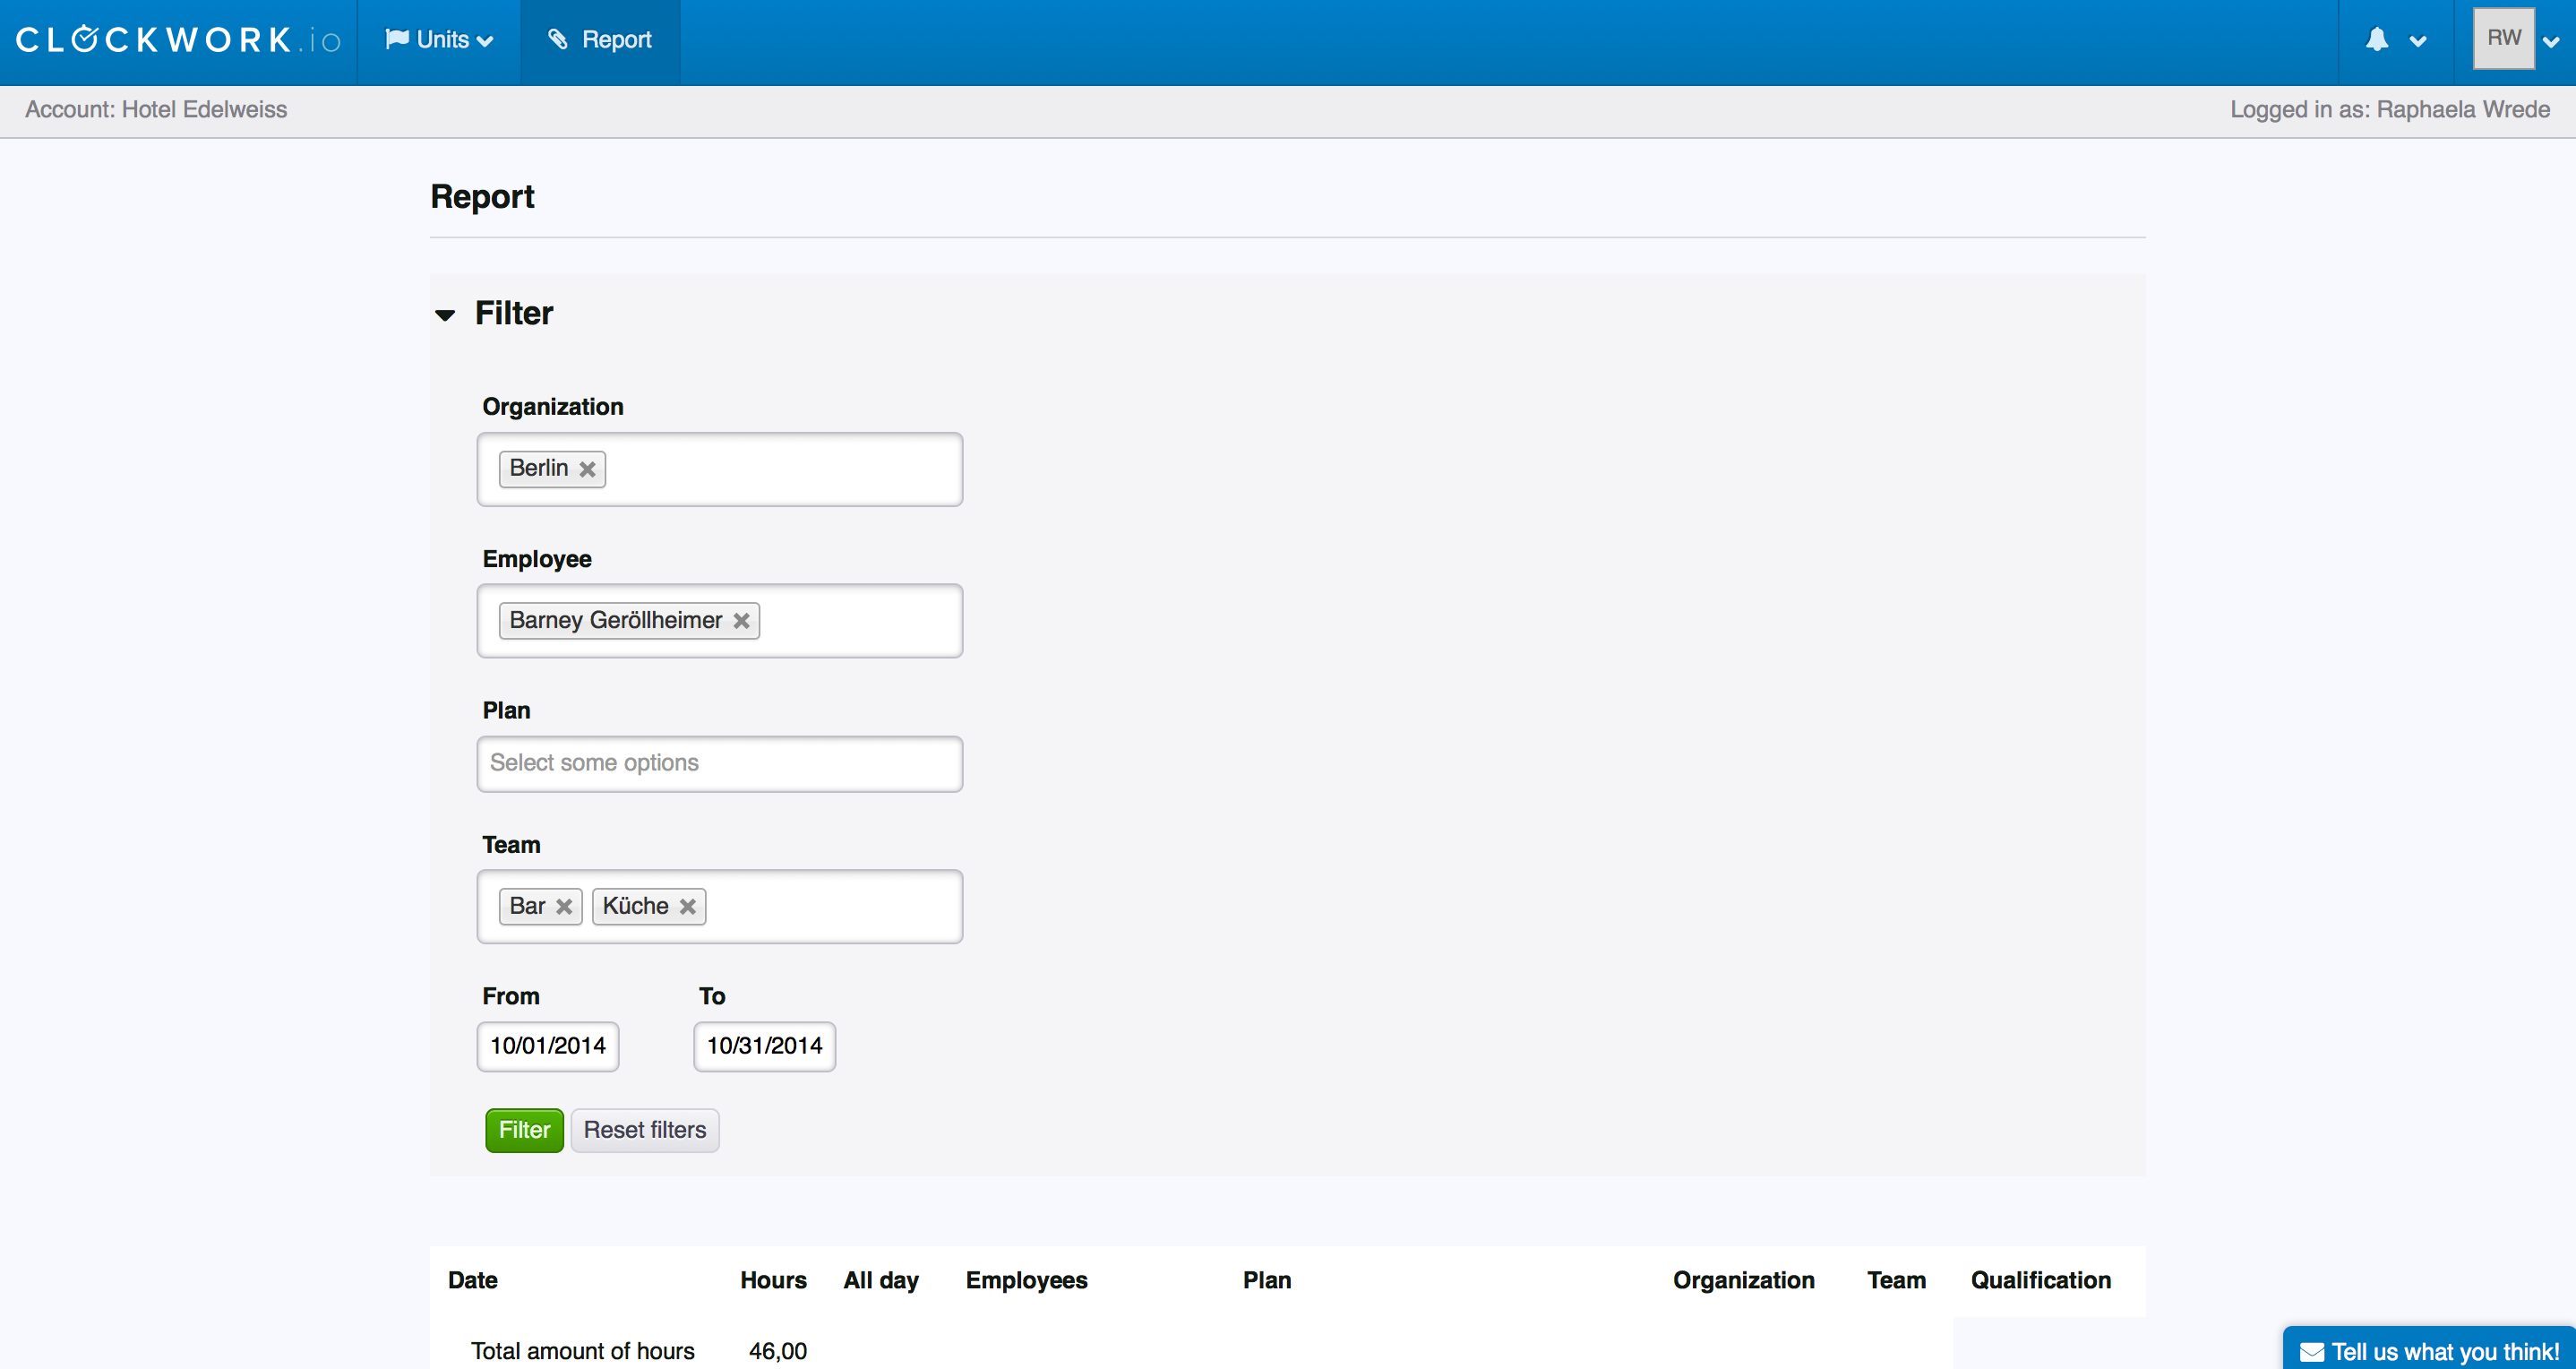 CLOCKWORK.io Units Report RW
Account: Hotel Edelweiss Logged in as: Raphaela Wrede
Report
Filter
Organization
Berlin
Employee
Barney Geröllheimer
Plan
Select some options
Team
Bar Küche
From To
10/01/2014 10/31/2014
Filter Reset filters
Date Hours All day Employees Plan Organization Team Qualification
Total amount of hours 46,00
Tell us what you think!